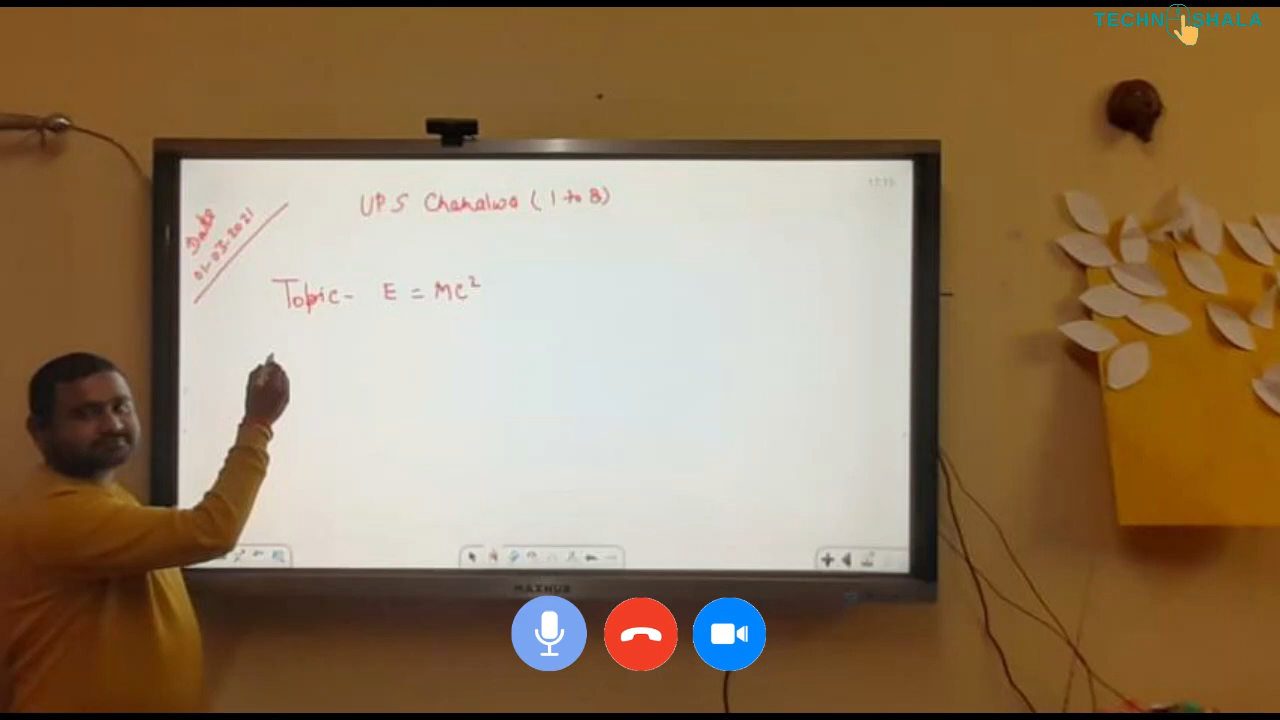 TECHNOSHALA
UPS Chahalwa ( 1 to 8)
Date
01.03.2021
Topic - E = MC²
MAXHUB